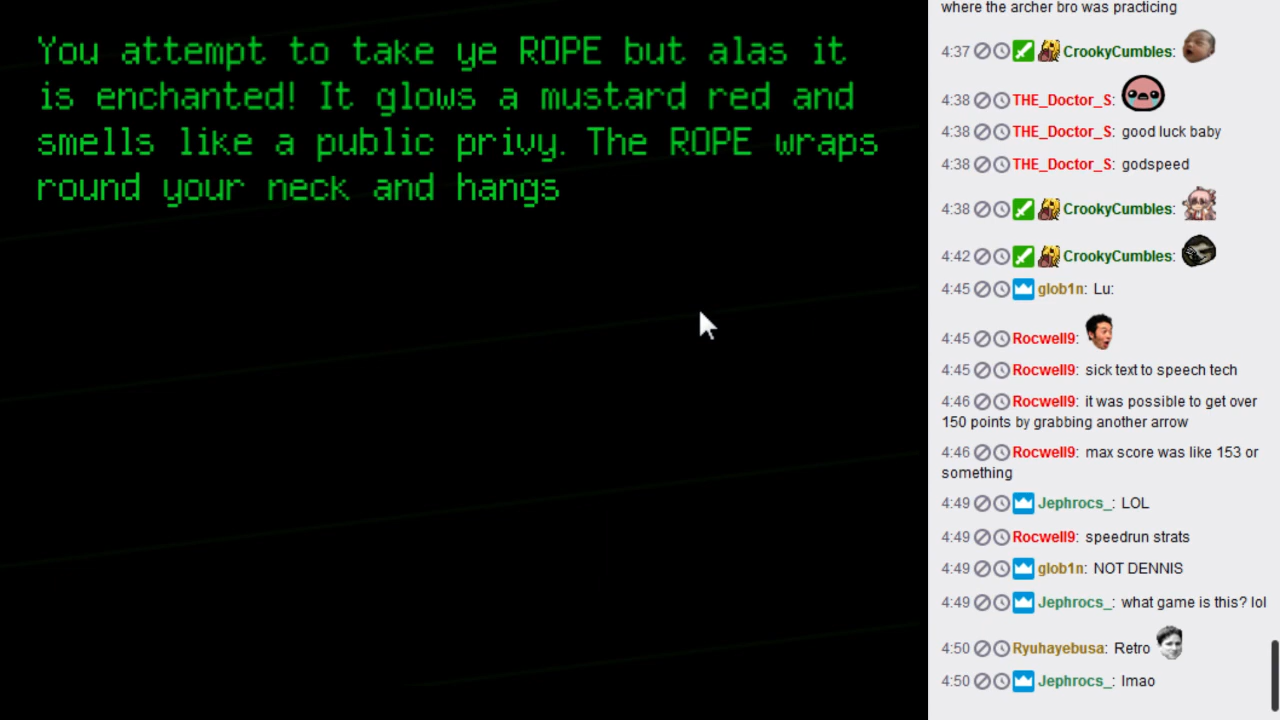 You attempt to take ye ROPE but alas it
is enchanted! It glows a mustard red and
smells like a public privy. The ROPE wraps
round your neck and hangs
where the archer bro was practicing
4:37 CrookyCumbles:
4:38 THE_Doctor_S:
4:38 THE_Doctor_S: good luck baby
4:38 THE_Doctor_S: godspeed
4:38 CrookyCumbles:
4:42 CrookyCumbles:
4:45 glob1n: Lu:
4:45 Rocwell9:
4:45 Rocwell9: sick text to speech tech
4:46 Rocwell9: it was possible to get over
150 points by grabbing another arrow
4:46 Rocwell9: max score was like 153 or
something
4:49 Jephrocs_: LOL
4:49 Rocwell9: speedrun strats
4:49 glob1n: NOT DENNIS
4:49 Jephrocs_: what game is this? lol
4:50 Ryuhayebusa: Retro
4:50 Jephrocs_: lmao